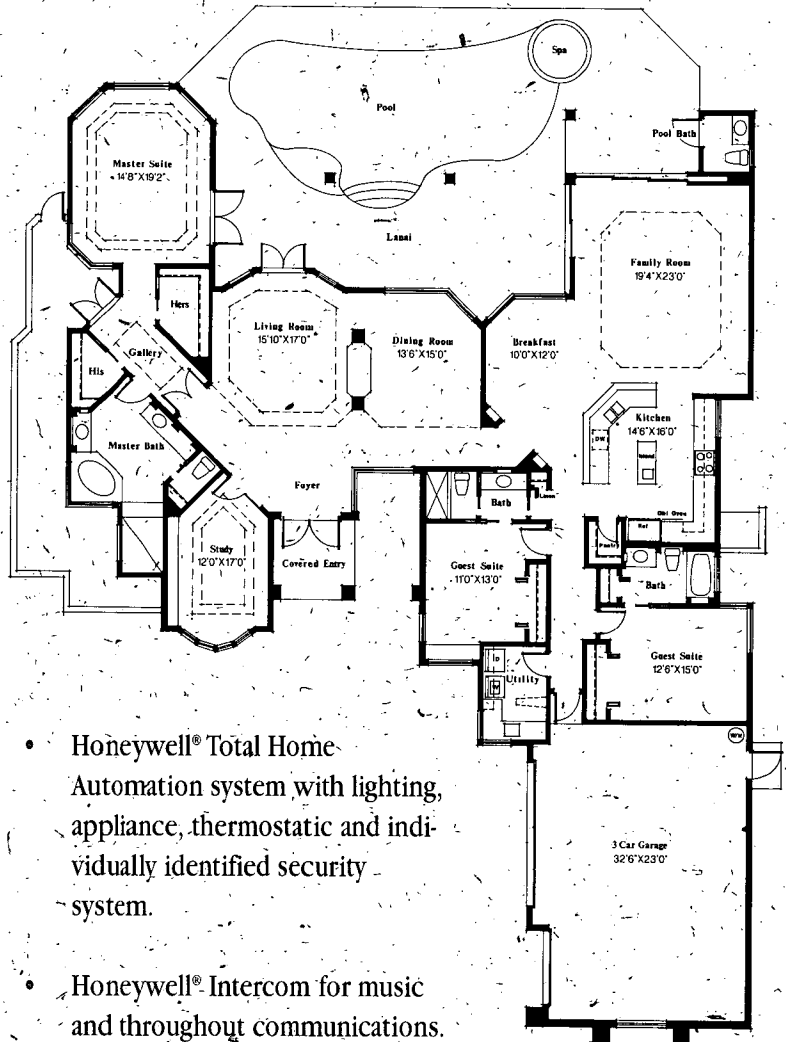 Spa
Pool
Pool Bath
Master Suite
14'8"X19'2"
Lanai
Family Room
19'4"X23'0"
Hers
Living Room
15'10"X17'0"
Dining Room
13'6"X15'0"
Breakfast
10'0"X12'0"
Gallery
His
Kitchen
14'6"X16'0"
DW
Island
Master Bath
Foyer
Bath
Linen
Dbl Oven
Ref
Pantry
Study
12'0"X17'0"
Covered Entry
Guest Suite
11'0"X13'0"
Bath
Guest Suite
12'6"X15'0"
D
W
Utility
WH
3 Car Garage
32'6"X23'0"
• Honeywell® Total Home
Automation system with lighting,
appliance, thermostatic and indi-
vidually identified security
system.
• Honeywell® Intercom for music
and throughout communications.